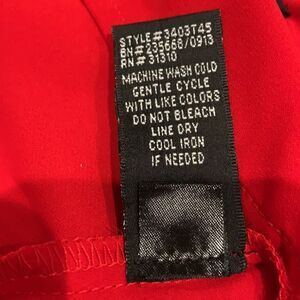 STYLE#3403T45
BN#235668/0913
RN#31310
MACHINE WASH COLD
GENTLE CYCLE
WITH LIKE COLORS
DO NOT BLEACH
LINE DRY
COOL IRON
IF NEEDED